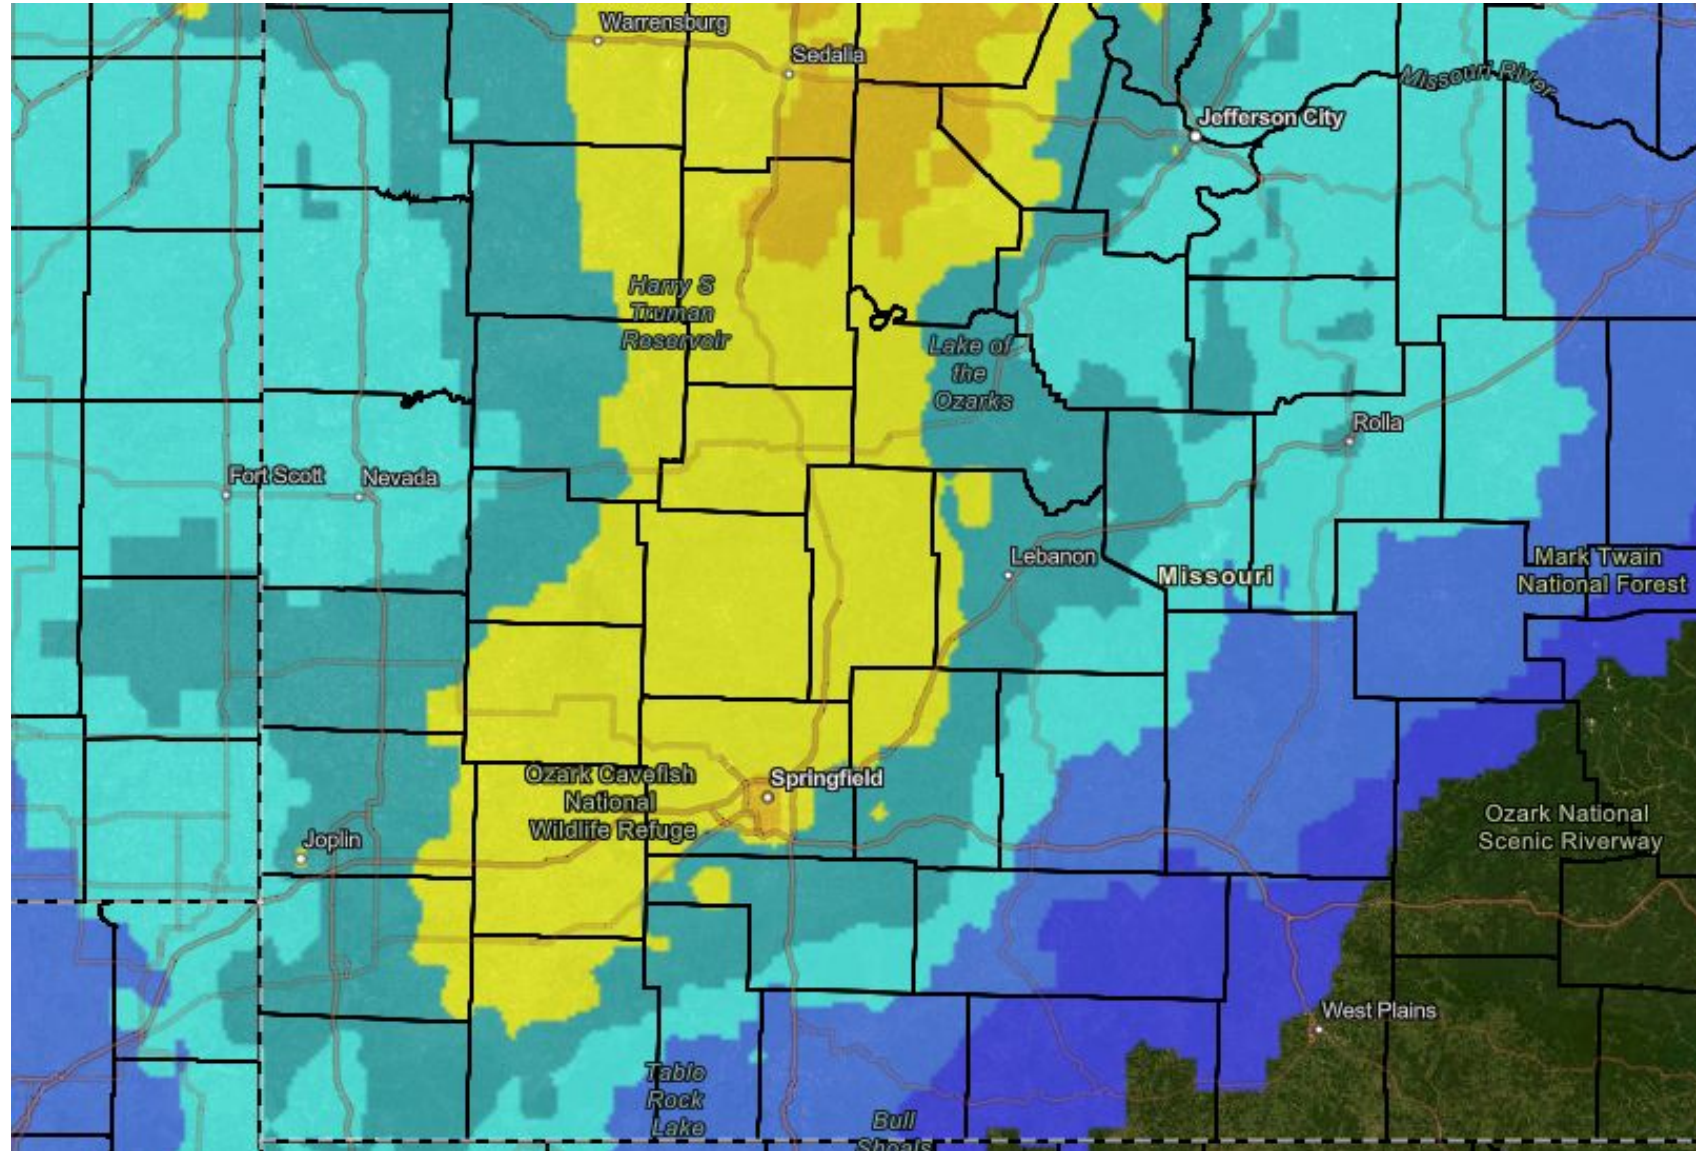 Warrensburg
Sedalia
Missouri River
Jefferson City
Harry S
Truman
Reservoir
Lake of
the
Ozarks
Rolla
Fort Scott
Nevada
Lebanon
Missouri
Mark Twain
National Forest
Springfield
Ozark Cavefish
National
Wildlife Refuge
Ozark National
Scenic Riverway
Joplin
West Plains
Table
Rock
Lake
Bull
Shoals